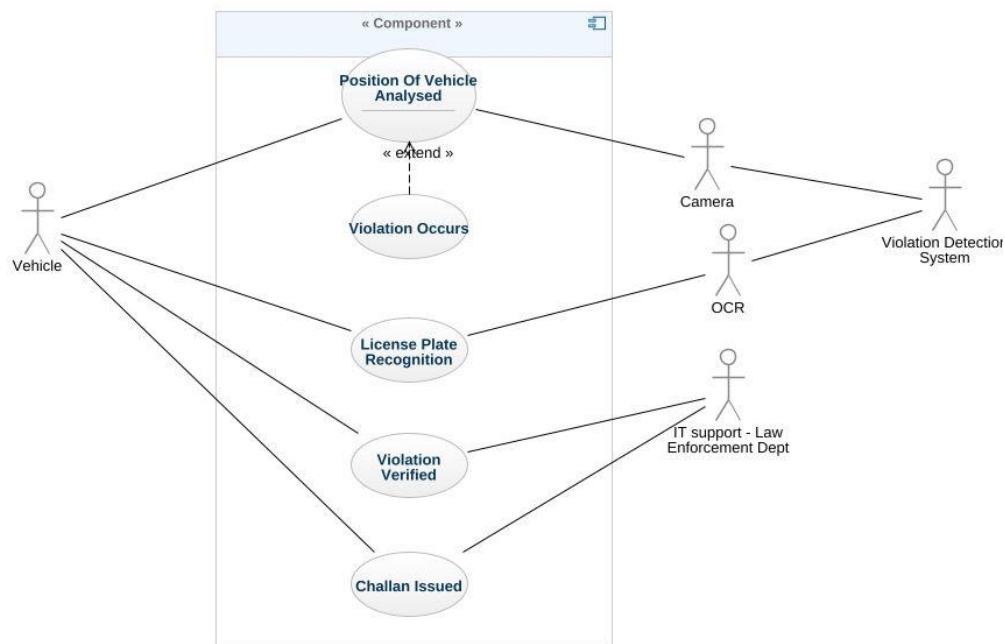 « Component »
Position Of Vehicle
Analysed
« extend »
Camera
Violation Occurs
Vehicle
Violation Detection
System
OCR
License Plate
Recognition
IT support - Law
Enforcement Dept
Violation
Verified
Challan Issued